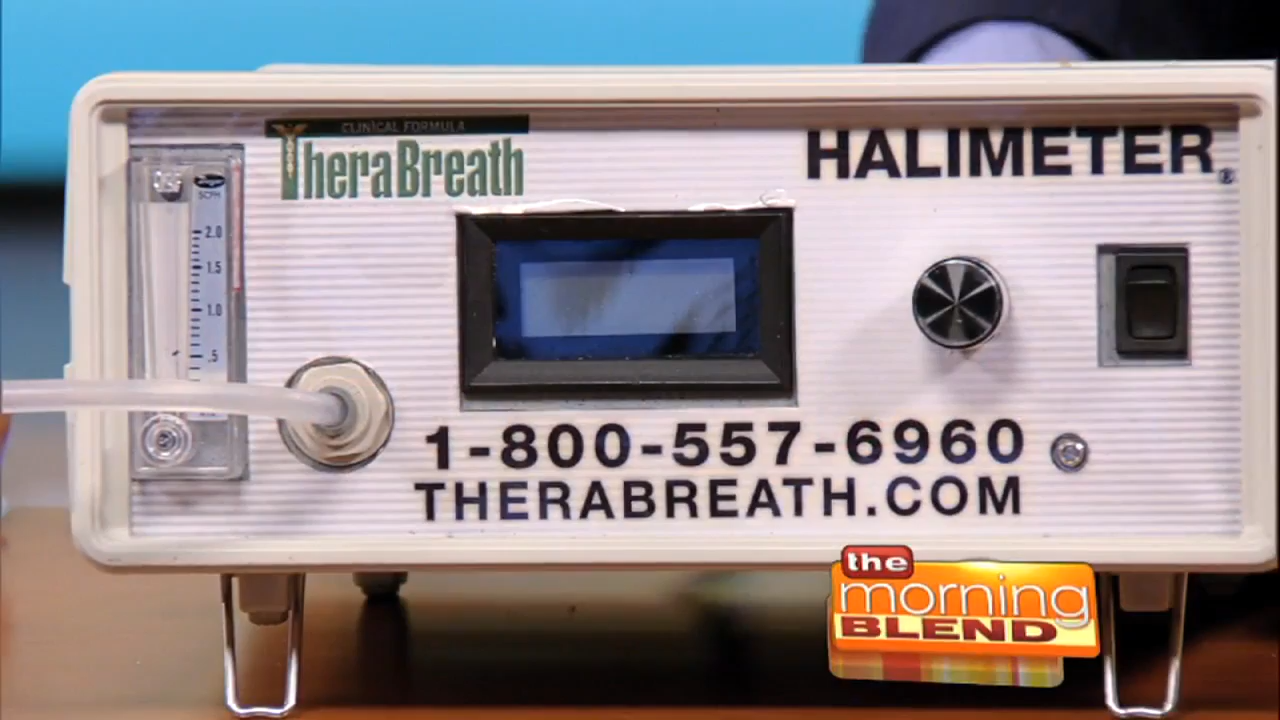 CLINICAL FORMULA
TheraBreath
HALIMETER®
SCFH
2.0
1.5
1.0
.5
1-800-557-6960
THERABREATH.COM
the
morning
BLEND